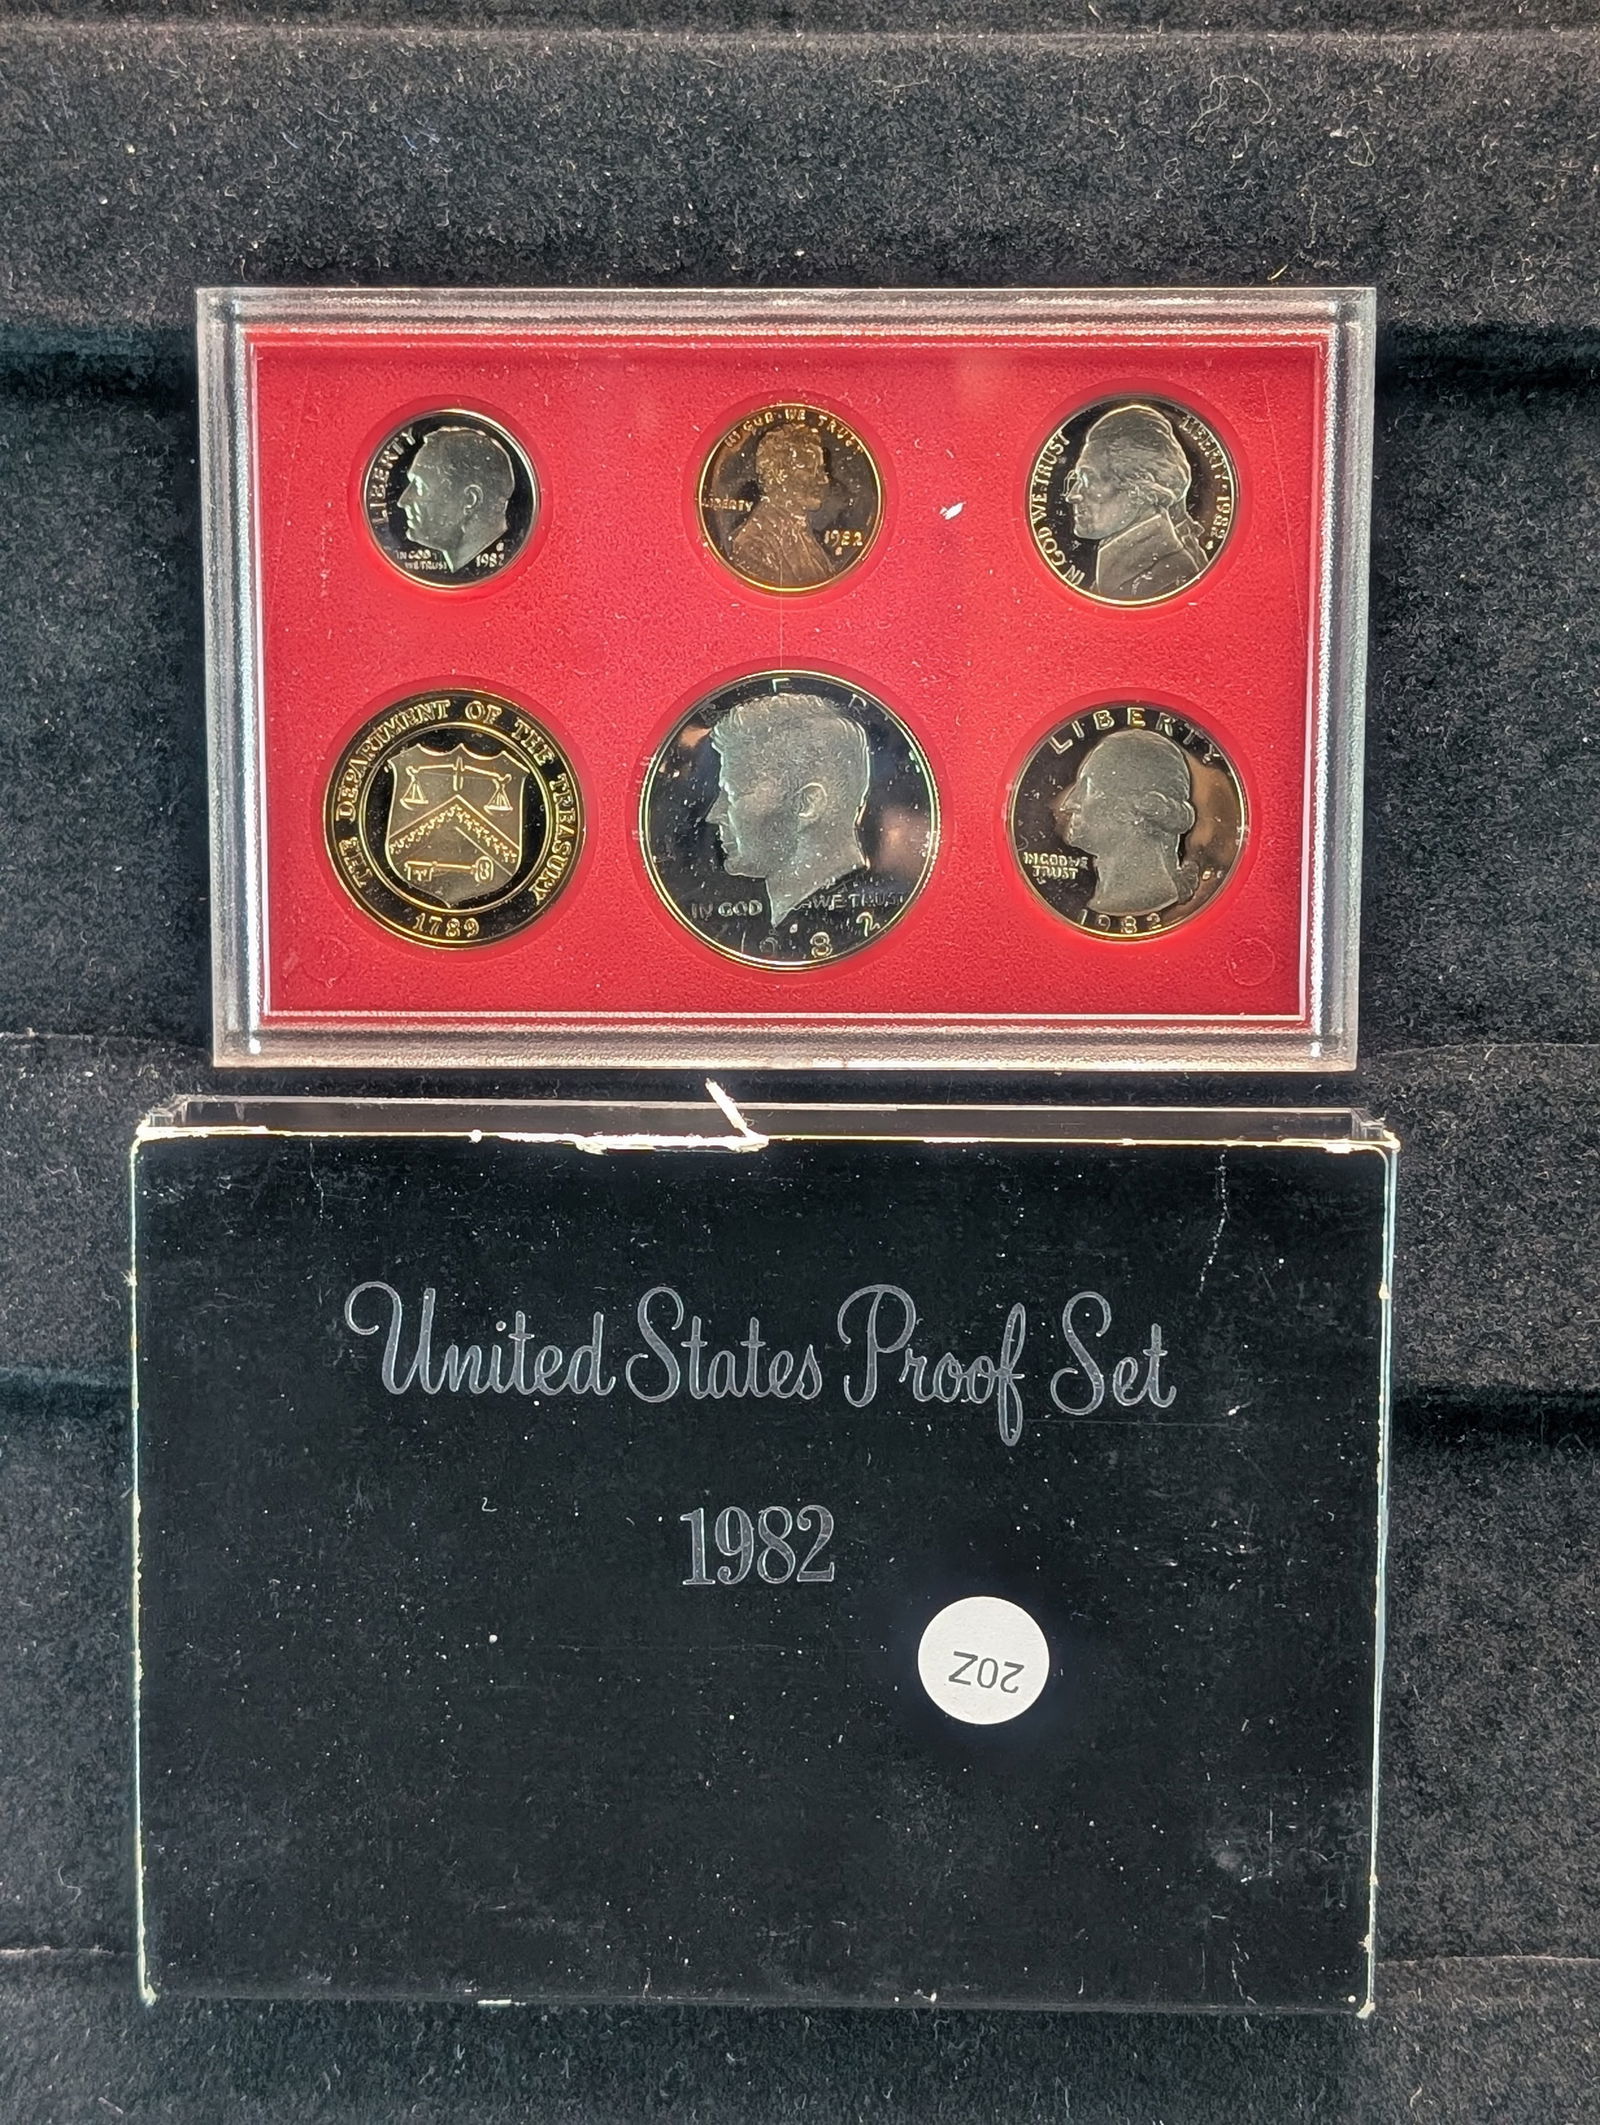 LIBERTY
IN GOD
WE TRUST
1982
IN GOD WE TRUST
LIBERTY
1982
S
IN GOD WE TRUST
LIBERTY · 1982
THE DEPARTMENT OF THE TREASURY
1789
IN GOD WE TRUST
1982
LIBERTY
IN GOD WE
TRUST
1982
United States Proof Set
1982
20Z